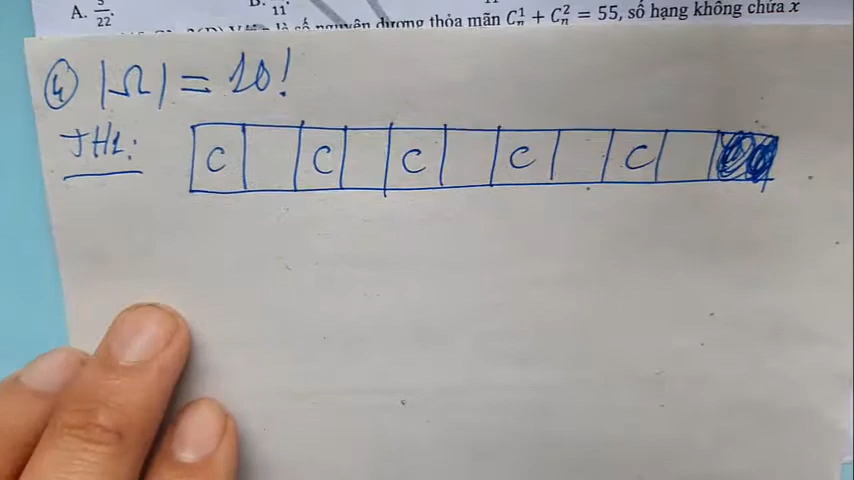 A. 5/22.
11.
là số nguyên dương thỏa mãn C_n^1 + C_n^2 = 55, số hạng không chứa x
④ |Ω| = 10!
TH1:
C C C C C